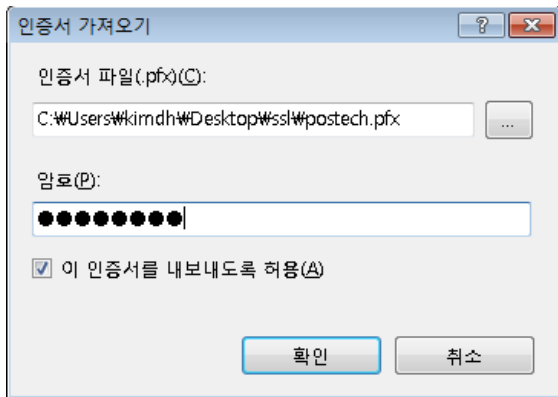 인증서 가져오기
인증서 파일(.pfx)(C):
C:₩Users₩kimdh₩Desktop₩ssl₩postech.pfx
...
암호(P):
●●●●●●●●
이 인증서를 내보내도록 허용(A)
확인
취소